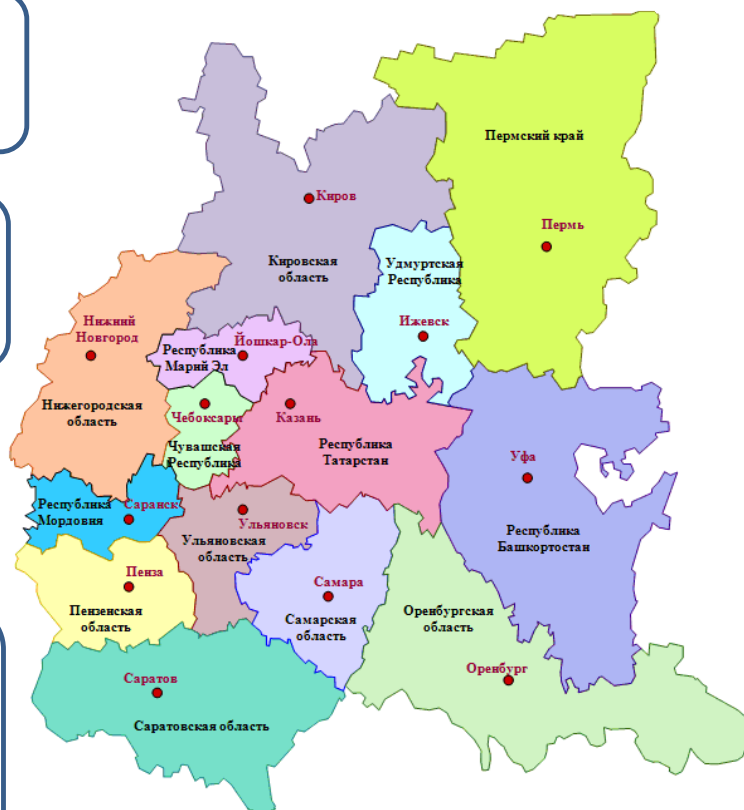 Пермский край
Киров
Пермь
Кировская
область
Удмуртская
Республика
Нижний
Новгород
Ижевск
Йошкар-Ола
Республика
Марий Эл
Нижегородская
область
Чебоксары
Казань
Чувашская
Республика
Республика
Татарстан
Уфа
Республика
Мордовия
Саранск
Ульяновск
Ульяновская
область
Республика
Башкортостан
Пенза
Самара
Пензенская
область
Самарская
область
Оренбургская
область
Саратов
Оренбург
Саратовская область